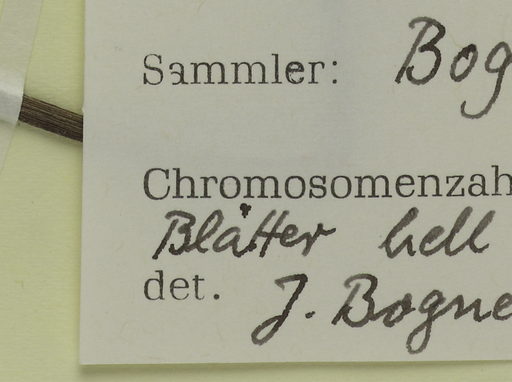 Sammler: Bog
Chromosomenzah
Blätter hell
det. J. Bogne